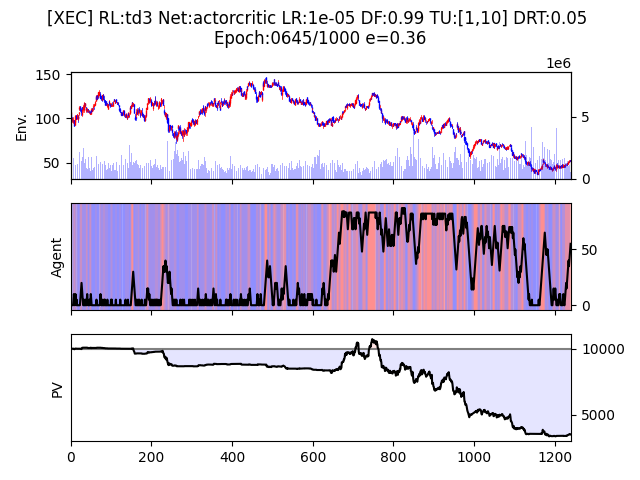 [XEC] RL:td3 Net:actorcritic LR:1e-05 DF:0.99 TU:[1,10] DRT:0.05
Epoch:0645/1000 e=0.36
1e6
150
100
50
Env.
5
0
Agent
50
0
PV
10000
5000
0
200
400
600
800
1000
1200